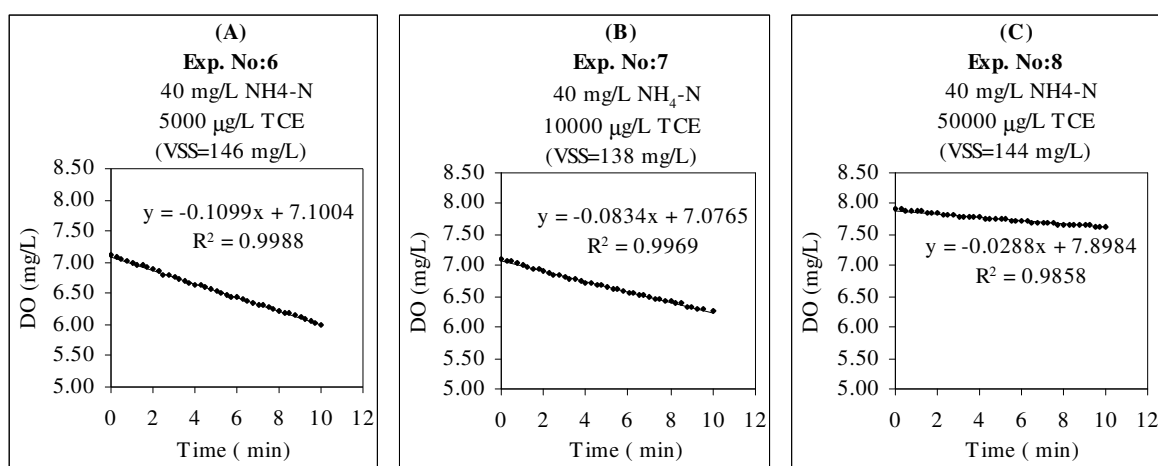 (A)
Exp. No:6
40 mg/L NH4-N
5000 µg/L TCE
(VSS=146 mg/L)
8.50
8.00
7.50
7.00
6.50
6.00
5.50
5.00
DO (mg/L)
y = -0.1099x + 7.1004
R² = 0.9988
0 2 4 6 8 10 12
Time ( min)
(B)
Exp. No:7
40 mg/L NH₄-N
10000 µg/L TCE
(VSS=138 mg/L)
8.50
8.00
7.50
7.00
6.50
6.00
5.50
5.00
DO (mg/L)
y = -0.0834x + 7.0765
R² = 0.9969
0 2 4 6 8 10 12
Time ( min)
(C)
Exp. No:8
40 mg/L NH4-N
50000 µg/L TCE
(VSS=144 mg/L)
8.50
8.00
7.50
7.00
6.50
6.00
5.50
5.00
DO (mg/L)
y = -0.0288x + 7.8984
R² = 0.9858
0 2 4 6 8 10 12
Time ( min)